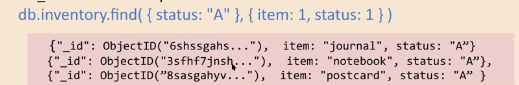 db.inventory.find( { status: "A" }, { item: 1, status: 1 } )
{"_id": ObjectID("6shssgahs..."), item: "journal", status: "A”}
{"_id": ObjectID("3sfhf7jnsh..."), item: "notebook", status: "A”},
{"_id": ObjectID(”8sasgahyv..."), item: "postcard", status: "A” }